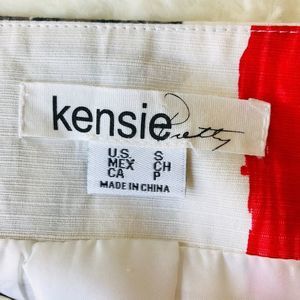 kensie Pretty
U.S. S
MEX CH
CA P
MADE IN CHINA